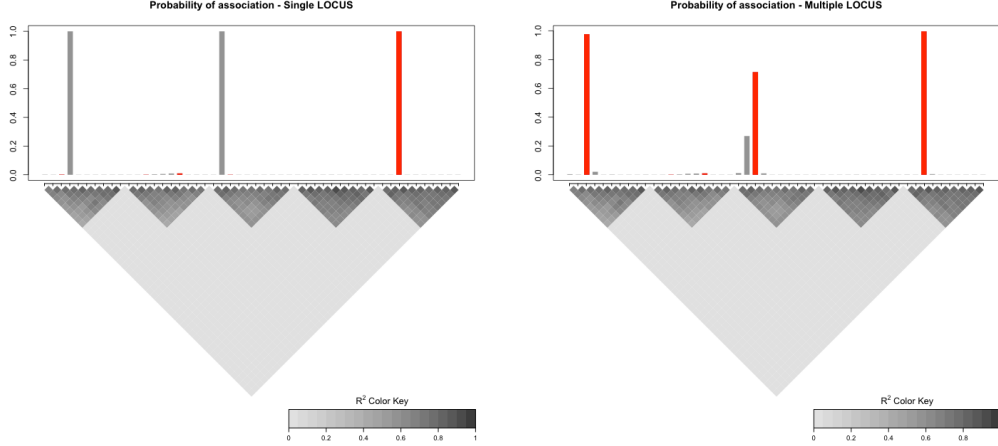 Probability of association - Single LOCUS
1.0
0.8
0.6
0.4
0.2
0.0
R² Color Key
0 0.2 0.4 0.6 0.8 1
Probability of association - Multiple LOCUS
1.0
0.8
0.6
0.4
0.2
0.0
R² Color Key
0 0.2 0.4 0.6 0.8